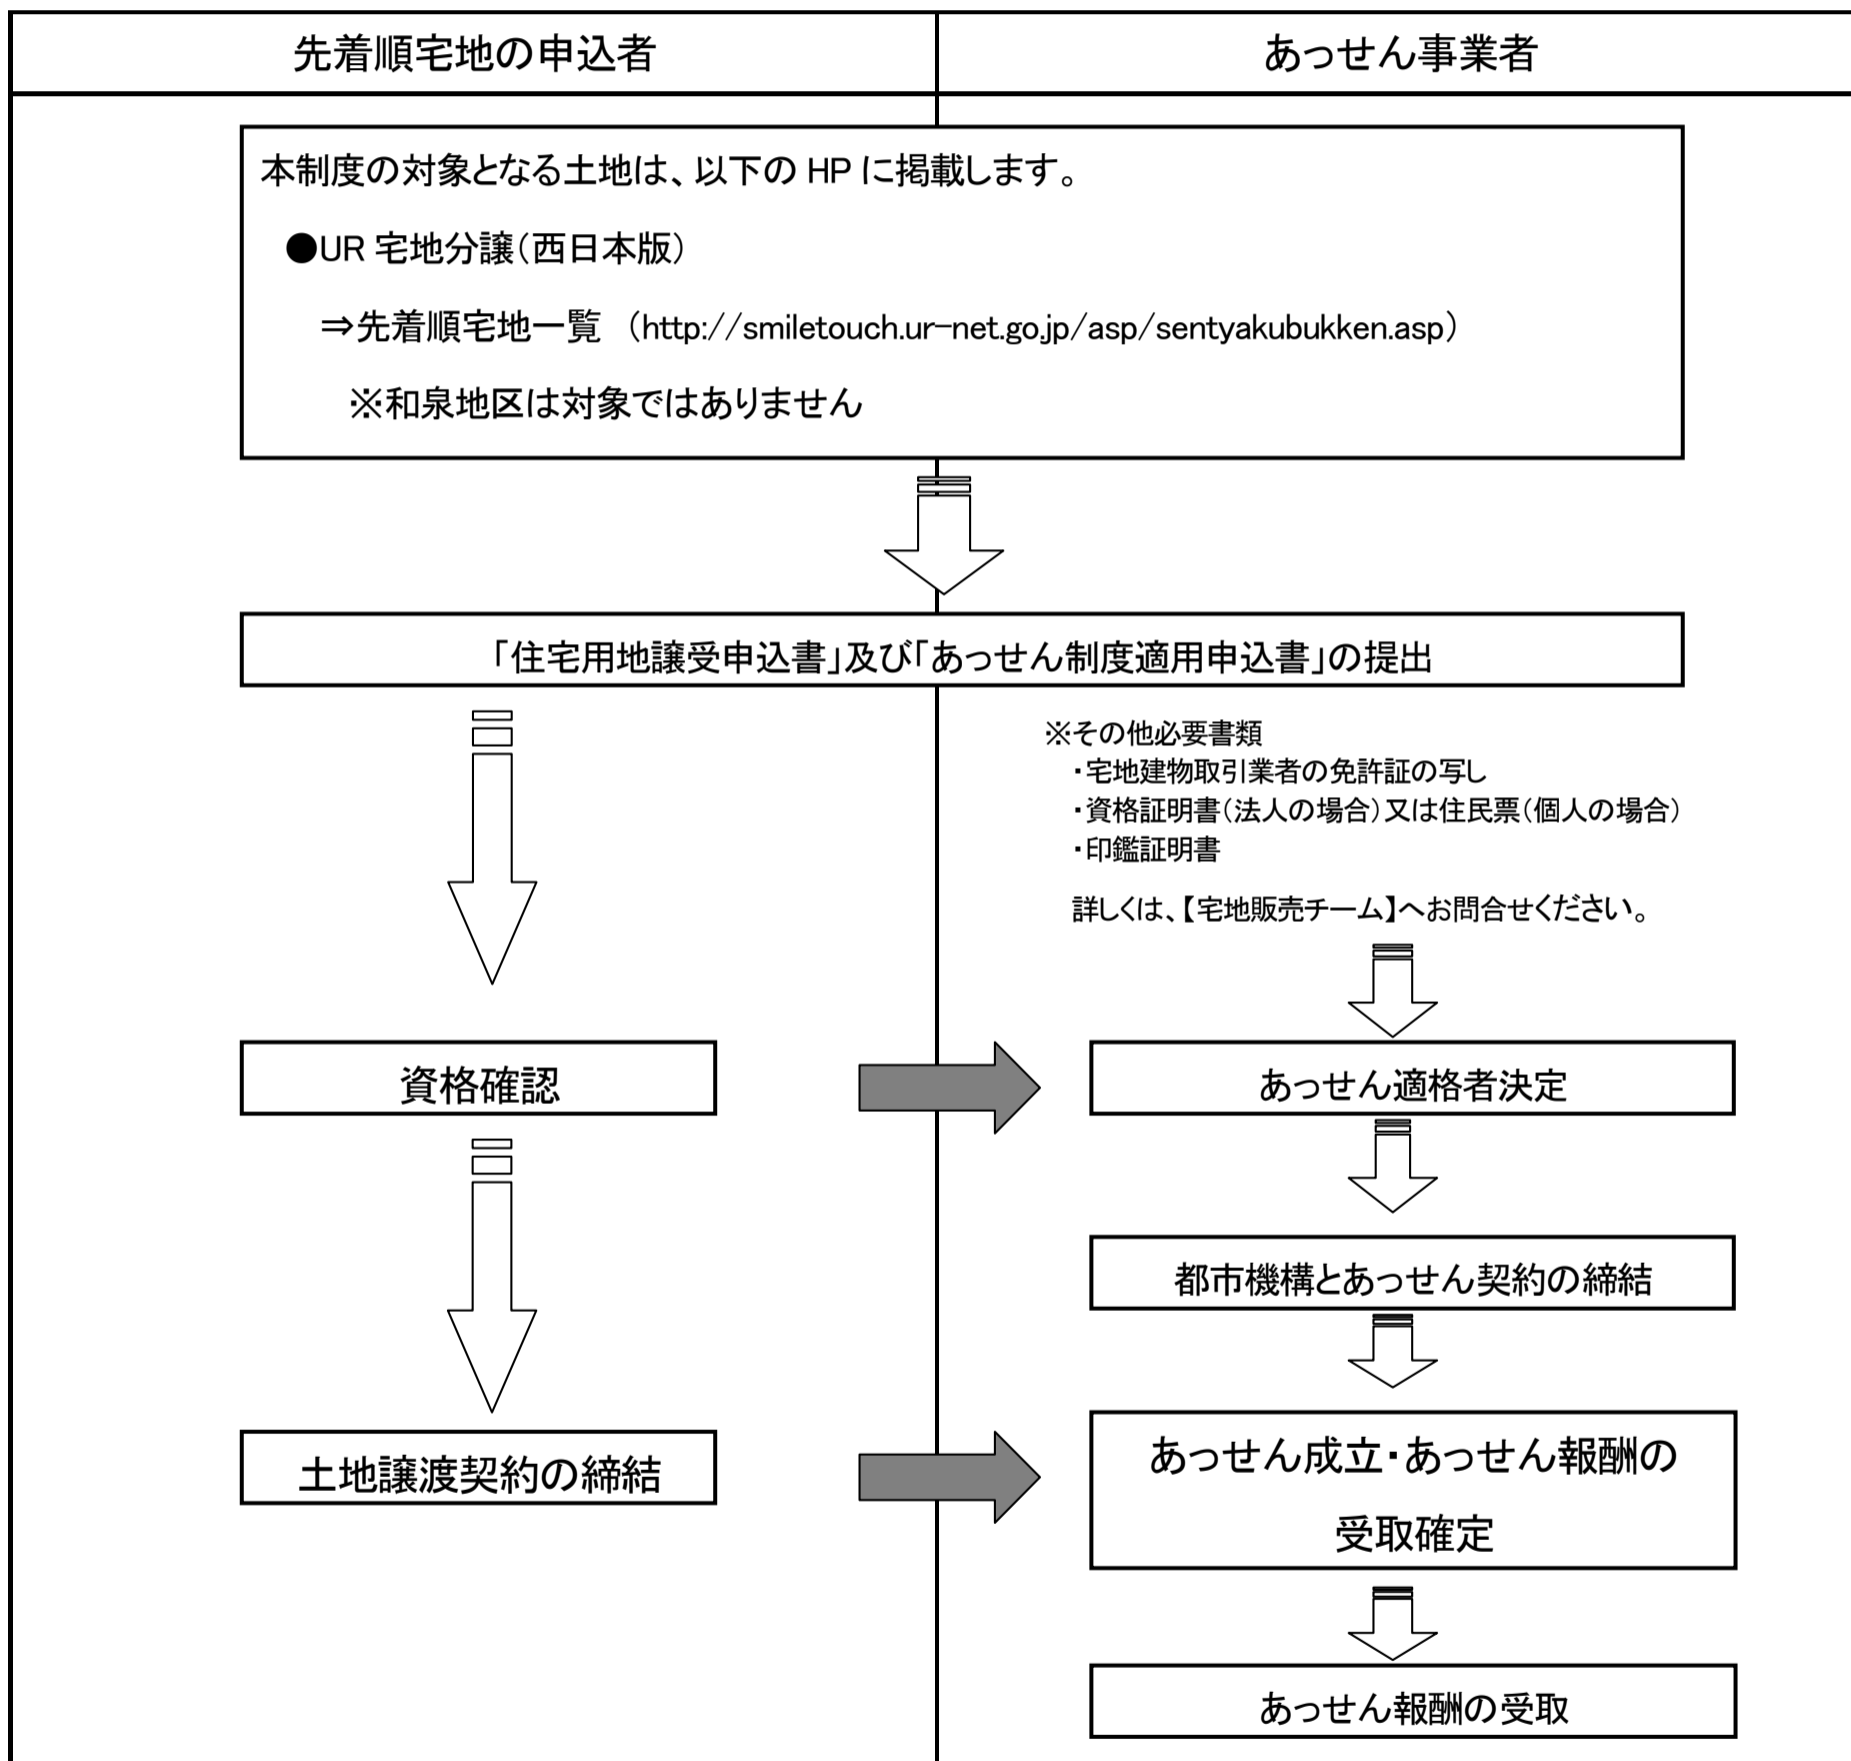 先着順宅地の申込者
あっせん事業者
本制度の対象となる土地は、以下の HP に掲載します。
●UR 宅地分譲（西日本版）
⇒先着順宅地一覧　（http://smiletouch.ur-net.go.jp/asp/sentyakubukken.asp）
※和泉地区は対象ではありません
「住宅用地譲受申込書」及び「あっせん制度適用申込書」の提出
※その他必要書類
・宅地建物取引業者の免許証の写し
・資格証明書（法人の場合）又は住民票（個人の場合）
・印鑑証明書
詳しくは、【宅地販売チーム】へお問合せください。
資格確認
あっせん適格者決定
都市機構とあっせん契約の締結
土地譲渡契約の締結
あっせん成立・あっせん報酬の
受取確定
あっせん報酬の受取